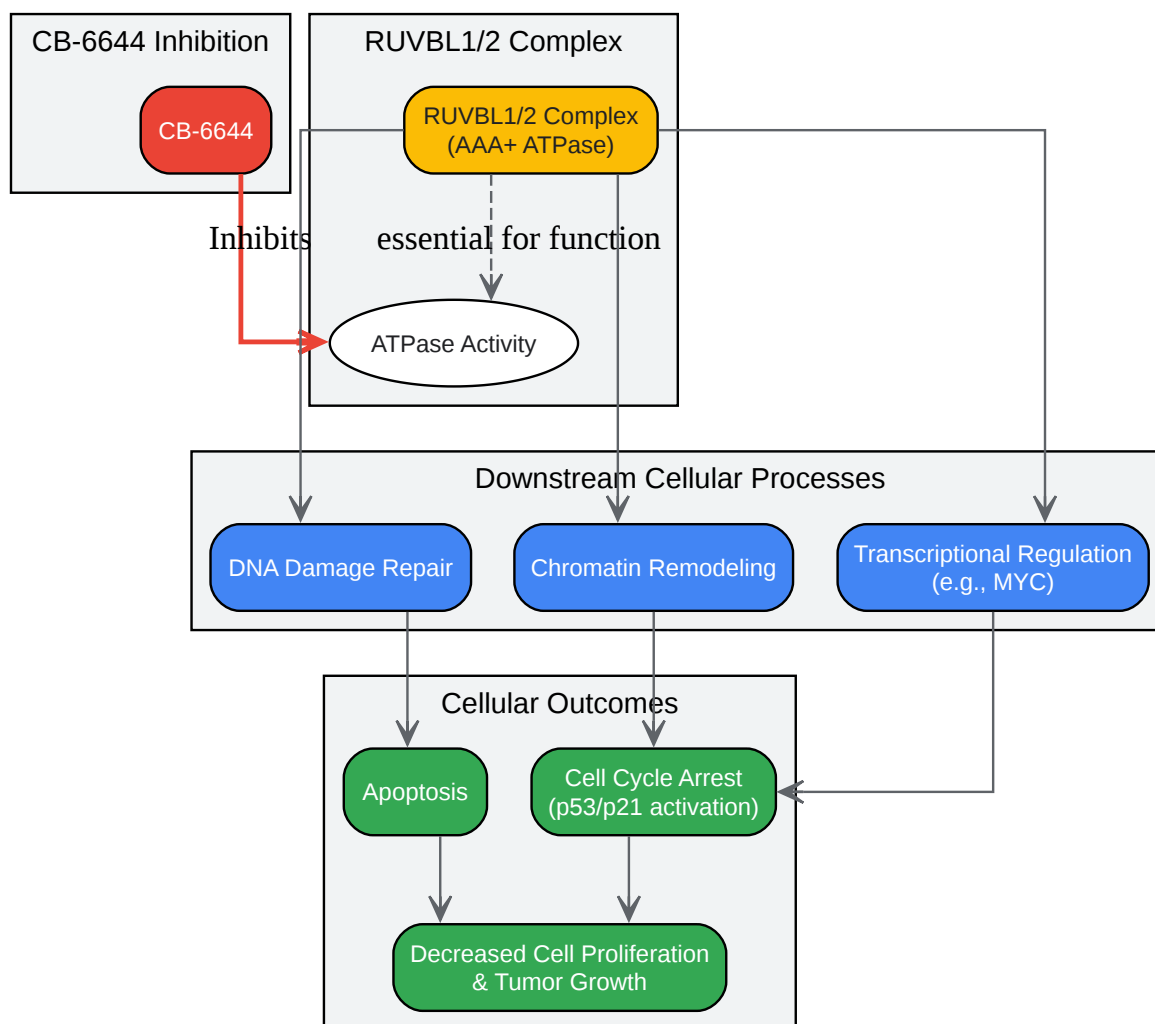 CB-6644 Inhibition
RUVBL1/2 Complex
CB-6644
RUVBL1/2 Complex
(AAA+ ATPase)
Inhibits
essential for function
ATPase Activity
Downstream Cellular Processes
DNA Damage Repair
Chromatin Remodeling
Transcriptional Regulation
(e.g., MYC)
Cellular Outcomes
Apoptosis
Cell Cycle Arrest
(p53/p21 activation)
Decreased Cell Proliferation
& Tumor Growth